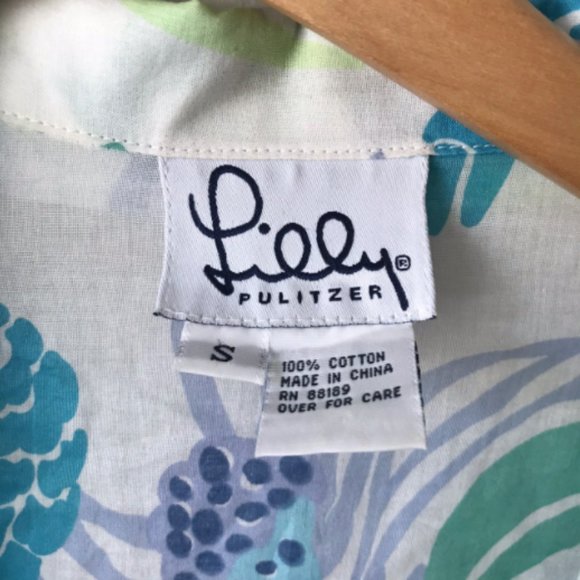 Lilly®
PULITZER
S
100% COTTON
MADE IN CHINA
RN 88189
OVER FOR CARE